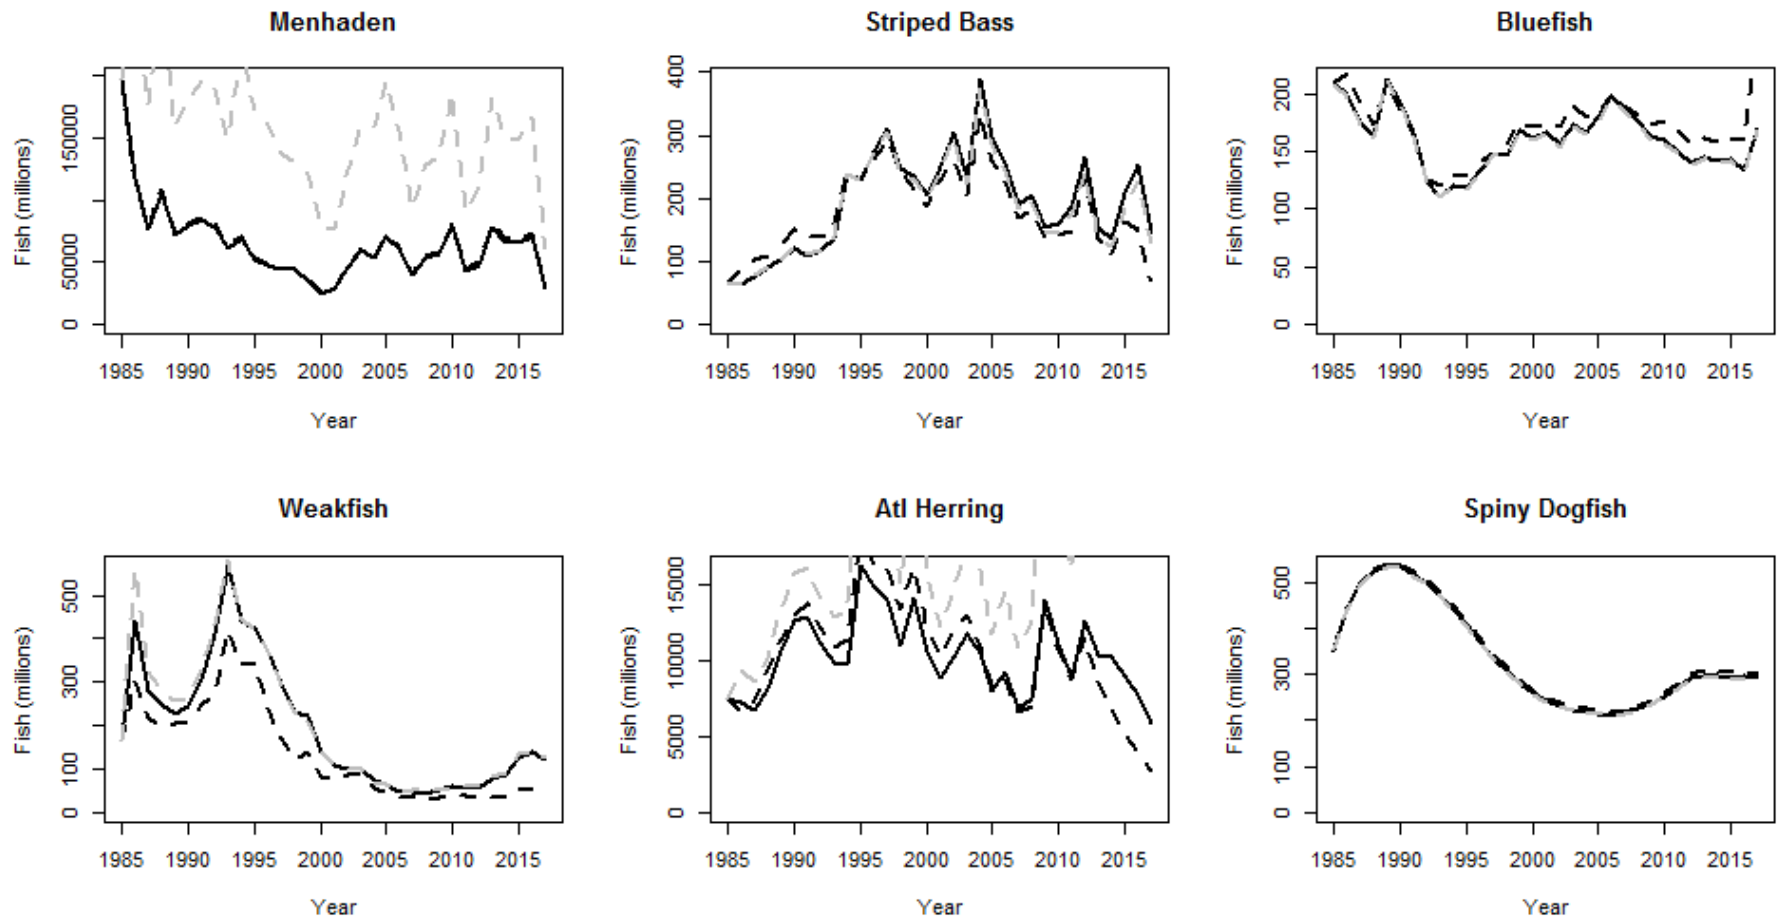 Menhaden
Fish (millions)
0 50000 150000
1985 1990 1995 2000 2005 2010 2015
Year
Striped Bass
Fish (millions)
0 100 200 300 400
1985 1990 1995 2000 2005 2010 2015
Year
Bluefish
Fish (millions)
0 50 100 150 200
1985 1990 1995 2000 2005 2010 2015
Year
Weakfish
Fish (millions)
0 100 300 500
1985 1990 1995 2000 2005 2010 2015
Year
Atl Herring
Fish (millions)
0 5000 10000 15000
1985 1990 1995 2000 2005 2010 2015
Year
Spiny Dogfish
Fish (millions)
0 100 300 500
1985 1990 1995 2000 2005 2010 2015
Year